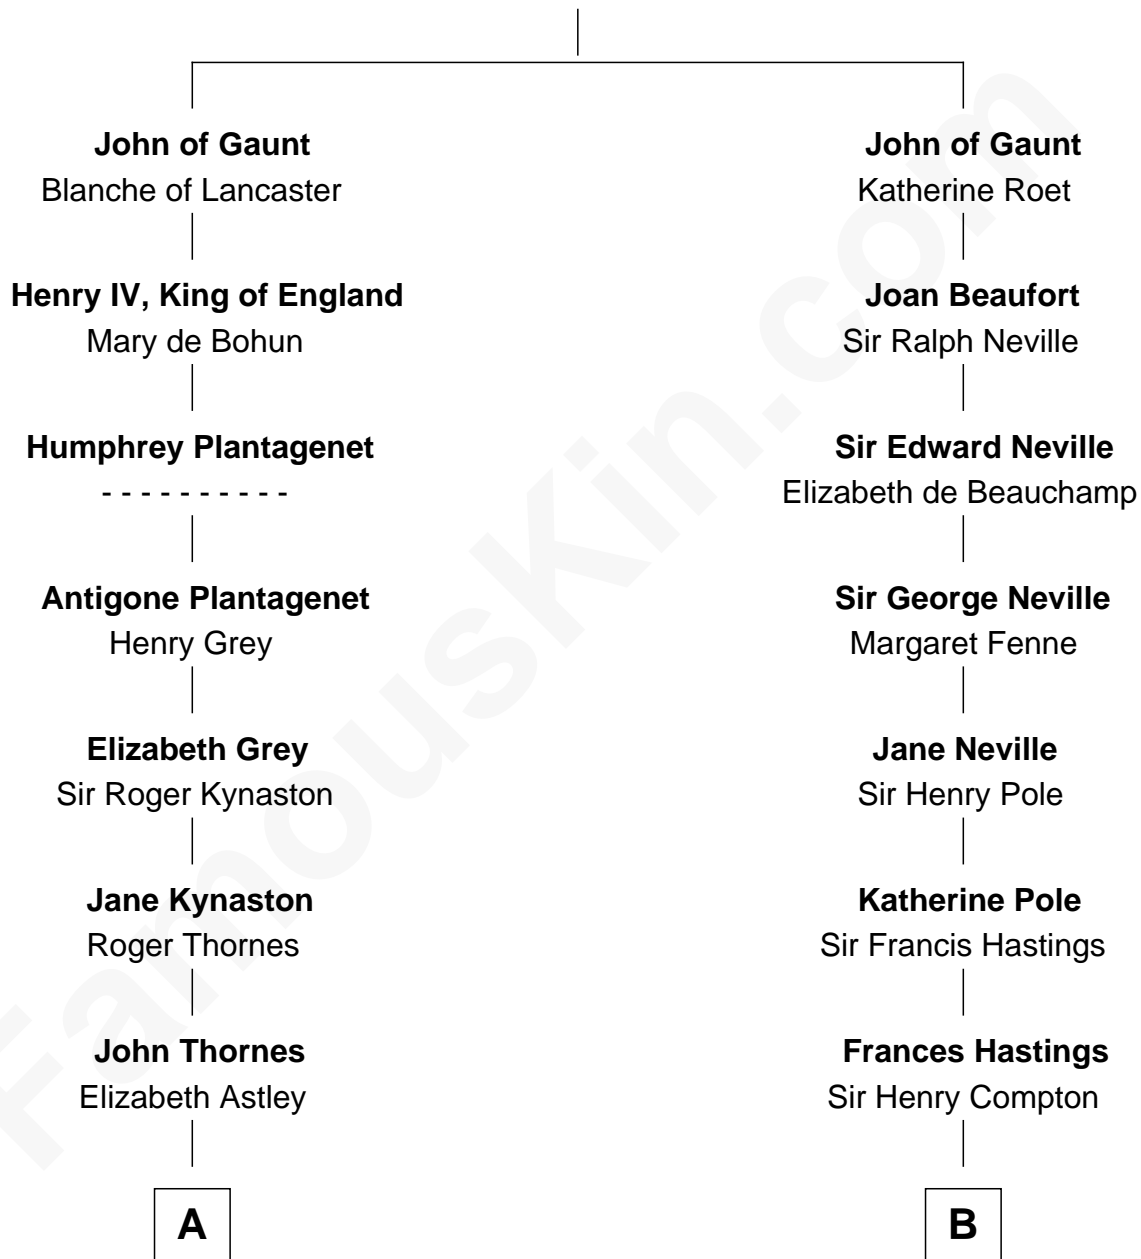 John of Gaunt
Blanche of Lancaster
Henry IV, King of England
Mary de Bohun
Humphrey Plantagenet
- - - - - - - - - -
Antigone Plantagenet
Henry Grey
Elizabeth Grey
Sir Roger Kynaston
Jane Kynaston
Roger Thornes
John Thornes
Elizabeth Astley
A
John of Gaunt
Katherine Roet
Joan Beaufort
Sir Ralph Neville
Sir Edward Neville
Elizabeth de Beauchamp
Sir George Neville
Margaret Fenne
Jane Neville
Sir Henry Pole
Katherine Pole
Sir Francis Hastings
Frances Hastings
Sir Henry Compton
B
FamousKin.com